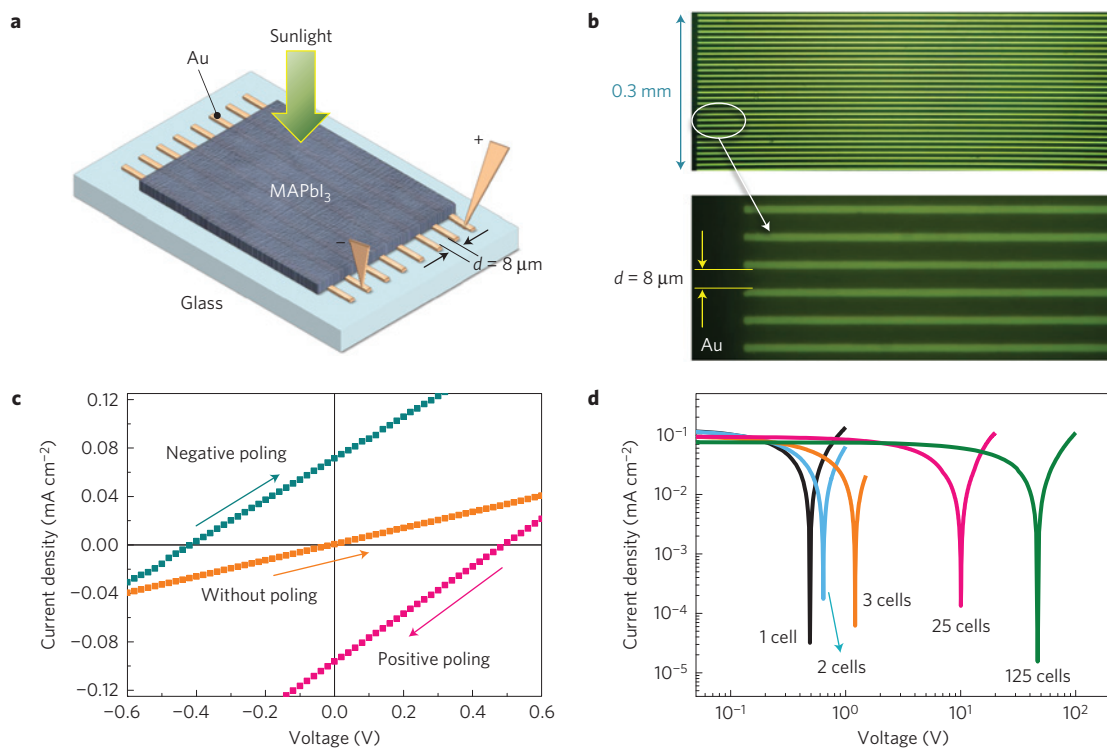 a
Sunlight
Au
+
MAPbI₃
−
d = 8 µm
Glass
b
0.3 mm
d = 8 µm
Au
c
Current density (mA cm⁻²)
0.12
0.08
0.04
0.00
−0.04
−0.08
−0.12
Negative poling
Without poling
Positive poling
−0.6 −0.4 −0.2 0.0 0.2 0.4 0.6
Voltage (V)
d
Current density (mA cm⁻²)
10⁻¹
10⁻²
10⁻³
10⁻⁴
10⁻⁵
1 cell
2 cells
3 cells
25 cells
125 cells
10⁻¹ 10⁰ 10¹ 10²
Voltage (V)